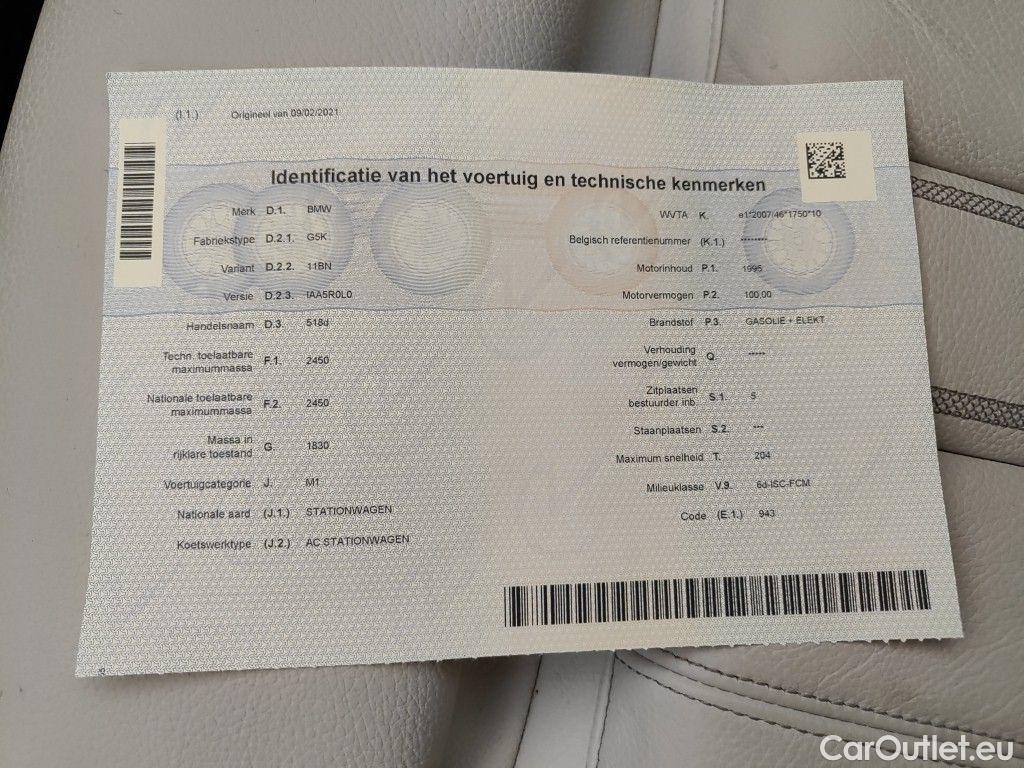 (I.1.) Origineel van 09/02/2021
Identificatie van het voertuig en technische kenmerken
Merk D.1. BMW
Fabriekstype D.2.1. G5K
Variant D.2.2. 11BN
Versie D.2.3. IAA5R0L0
Handelsnaam D.3. 518d
Techn. toelaatbare
maximummassa F.1. 2450
Nationale toelaatbare
maximummassa F.2. 2450
Massa in
rijklare toestand G. 1830
Voertuigcategorie J. M1
Nationale aard (J.1.) STATIONWAGEN
Koetswerktype (J.2.) AC STATIONWAGEN
WVTA K. e1*2007/46*1750*10
Belgisch referentienummer (K.1.) ********
Motorinhoud P.1. 1995
Motorvermogen P.2. 100,00
Brandstof P.3. GASOLIE + ELEKT
Verhouding
vermogen/gewicht Q. *****
Zitplaatsen
bestuurder inb. S.1. 5
Staanplaatsen S.2. ***
Maximum snelheid T. 204
Milieuklasse V.9. 6d-ISC-FCM
Code (E.1.) 943
CarOutlet.eu